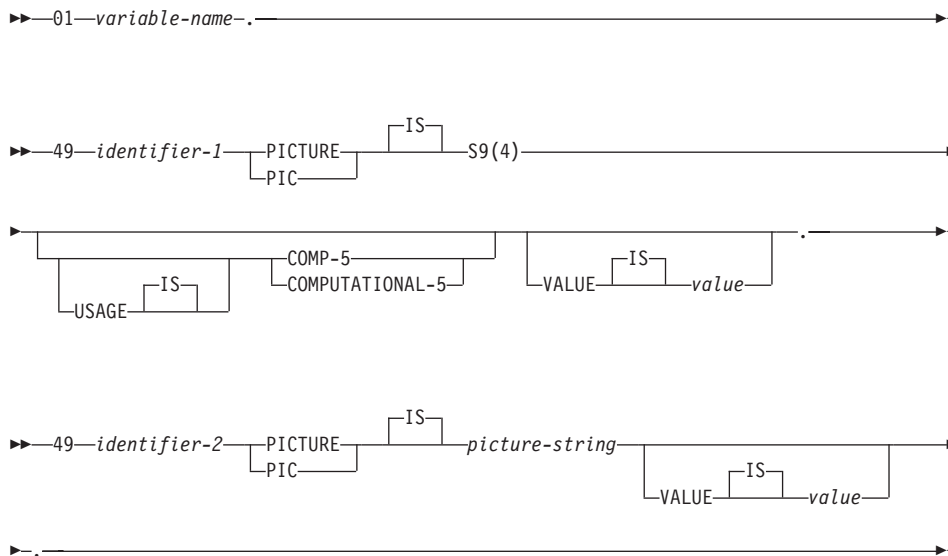 01 variable-name .
IS
49 identifier-1 PICTURE S9(4)
PIC
COMP-5 .
IS COMPUTATIONAL-5 IS
USAGE VALUE value
IS
49 identifier-2 PICTURE picture-string
PIC IS
VALUE value
.